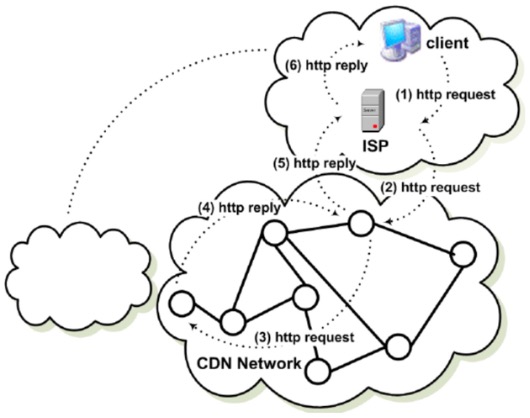 client
(6) http reply
(1) http request
ISP
(5) http reply
(2) http request
(4) http reply
(3) http request
CDN Network